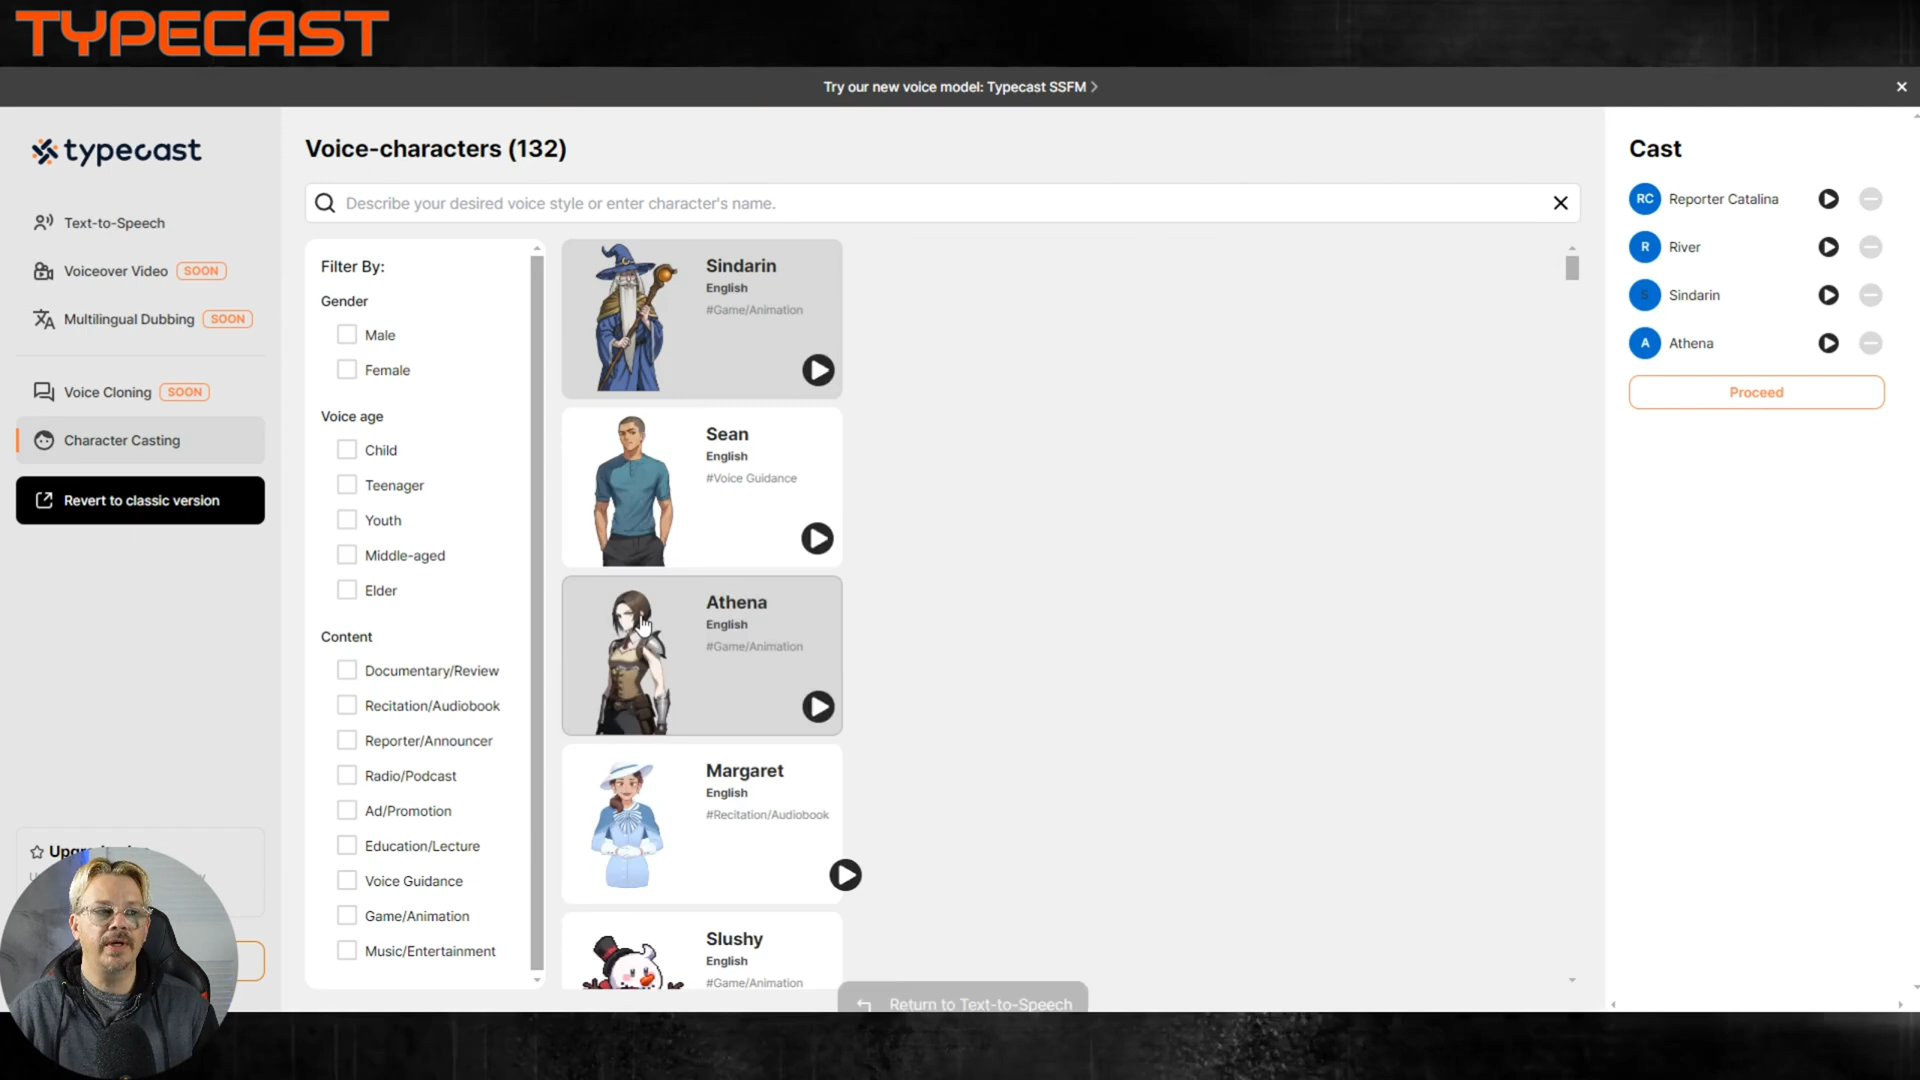 TYPECAST
Try our new voice model: Typecast SSFM >
typecast
Text-to-Speech
Voiceover Video SOON
Multilingual Dubbing SOON
Voice Cloning SOON
Character Casting
Revert to classic version
Voice-characters (132)
Describe your desired voice style or enter character's name.
Filter By:
Gender
Male
Female
Voice age
Child
Teenager
Youth
Middle-aged
Elder
Content
Documentary/Review
Recitation/Audiobook
Reporter/Announcer
Radio/Podcast
Ad/Promotion
Education/Lecture
Voice Guidance
Game/Animation
Music/Entertainment
Sindarin
English
#Game/Animation
Sean
English
#Voice Guidance
Athena
English
#Game/Animation
Margaret
English
#Recitation/Audiobook
Slushy
English
#Game/Animation
Return to Text-to-Speech
Cast
RC Reporter Catalina
R River
S Sindarin
A Athena
Proceed